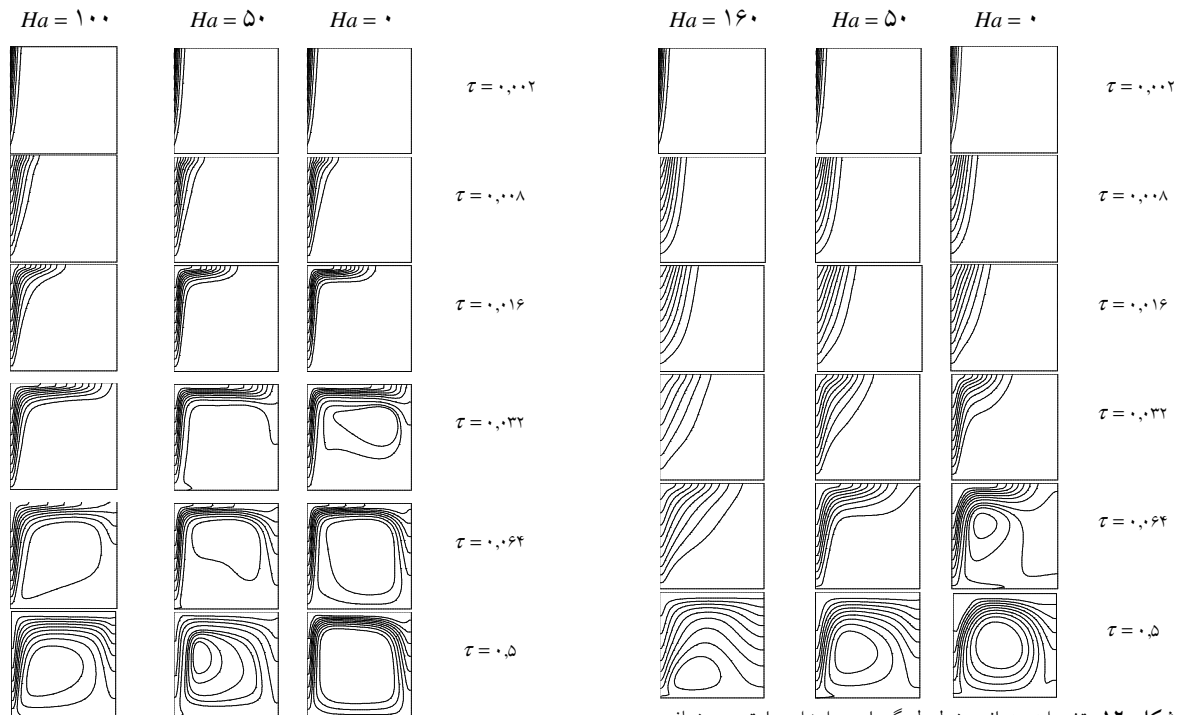 Ha = ۱۰۰ Ha = ۵۰ Ha = ۰ Ha = ۱۶۰ Ha = ۵۰ Ha = ۰
τ = ۰,۰۰۲ τ = ۰,۰۰۲
τ = ۰,۰۰۸ τ = ۰,۰۰۸
τ = ۰,۰۱۶ τ = ۰,۰۱۶
τ = ۰,۰۳۲ τ = ۰,۰۳۲
τ = ۰,۰۶۴ τ = ۰,۰۶۴
τ = ۰,۵ τ = ۰,۵